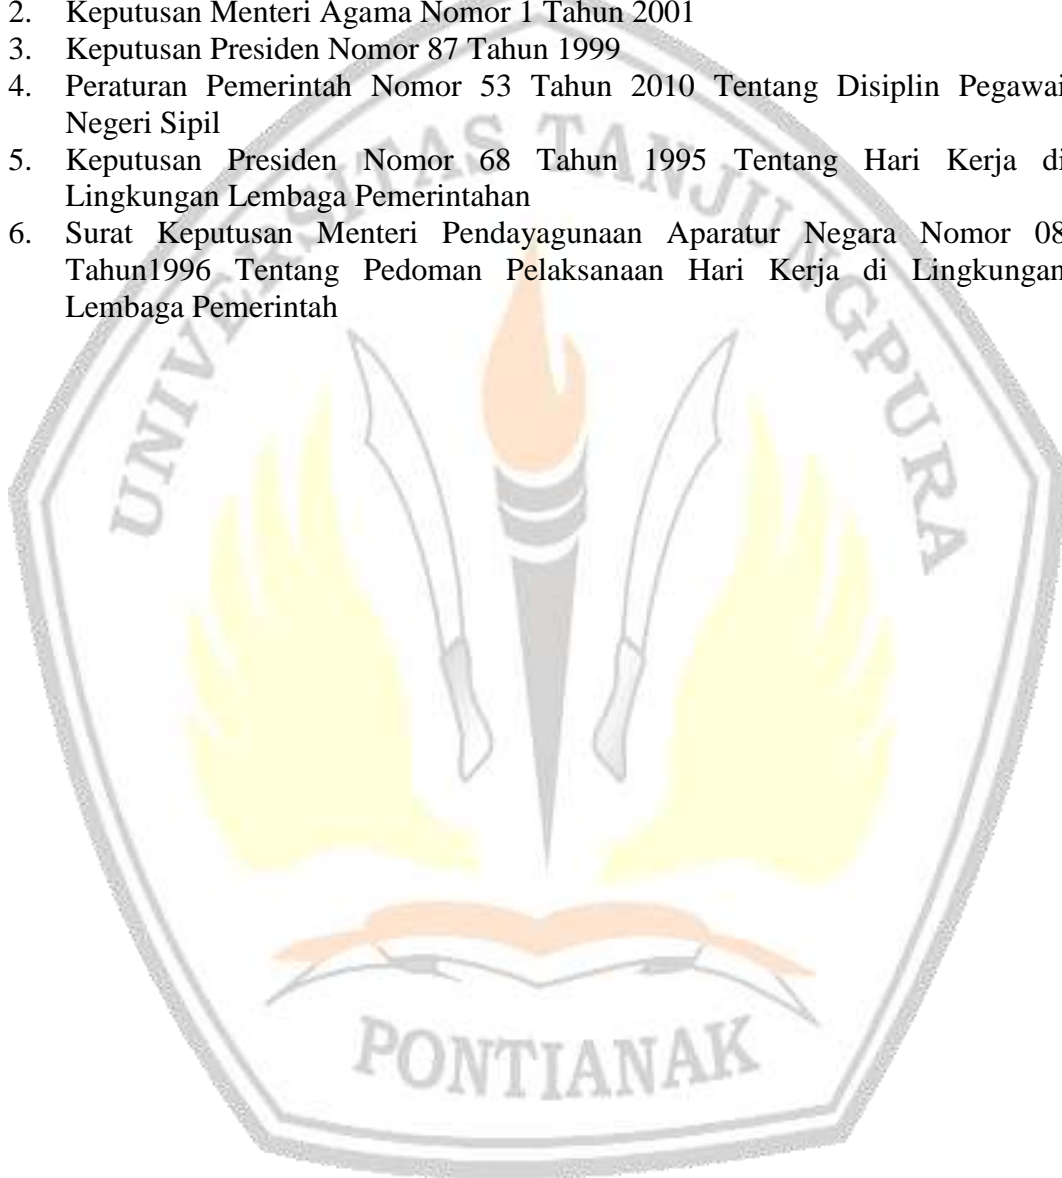 2. Keputusan Menteri Agama Nomor 1 Tahun 2001
3. Keputusan Presiden Nomor 87 Tahun 1999
4. Peraturan Pemerintah Nomor 53 Tahun 2010 Tentang Disiplin Pegawai
Negeri Sipil
5. Keputusan Presiden Nomor 68 Tahun 1995 Tentang Hari Kerja di
Lingkungan Lembaga Pemerintahan
6. Surat Keputusan Menteri Pendayagunaan Aparatur Negara Nomor 08
Tahun1996 Tentang Pedoman Pelaksanaan Hari Kerja di Lingkungan
Lembaga Pemerintah
UNIVERSITAS TANJUNGPURA
PONTIANAK